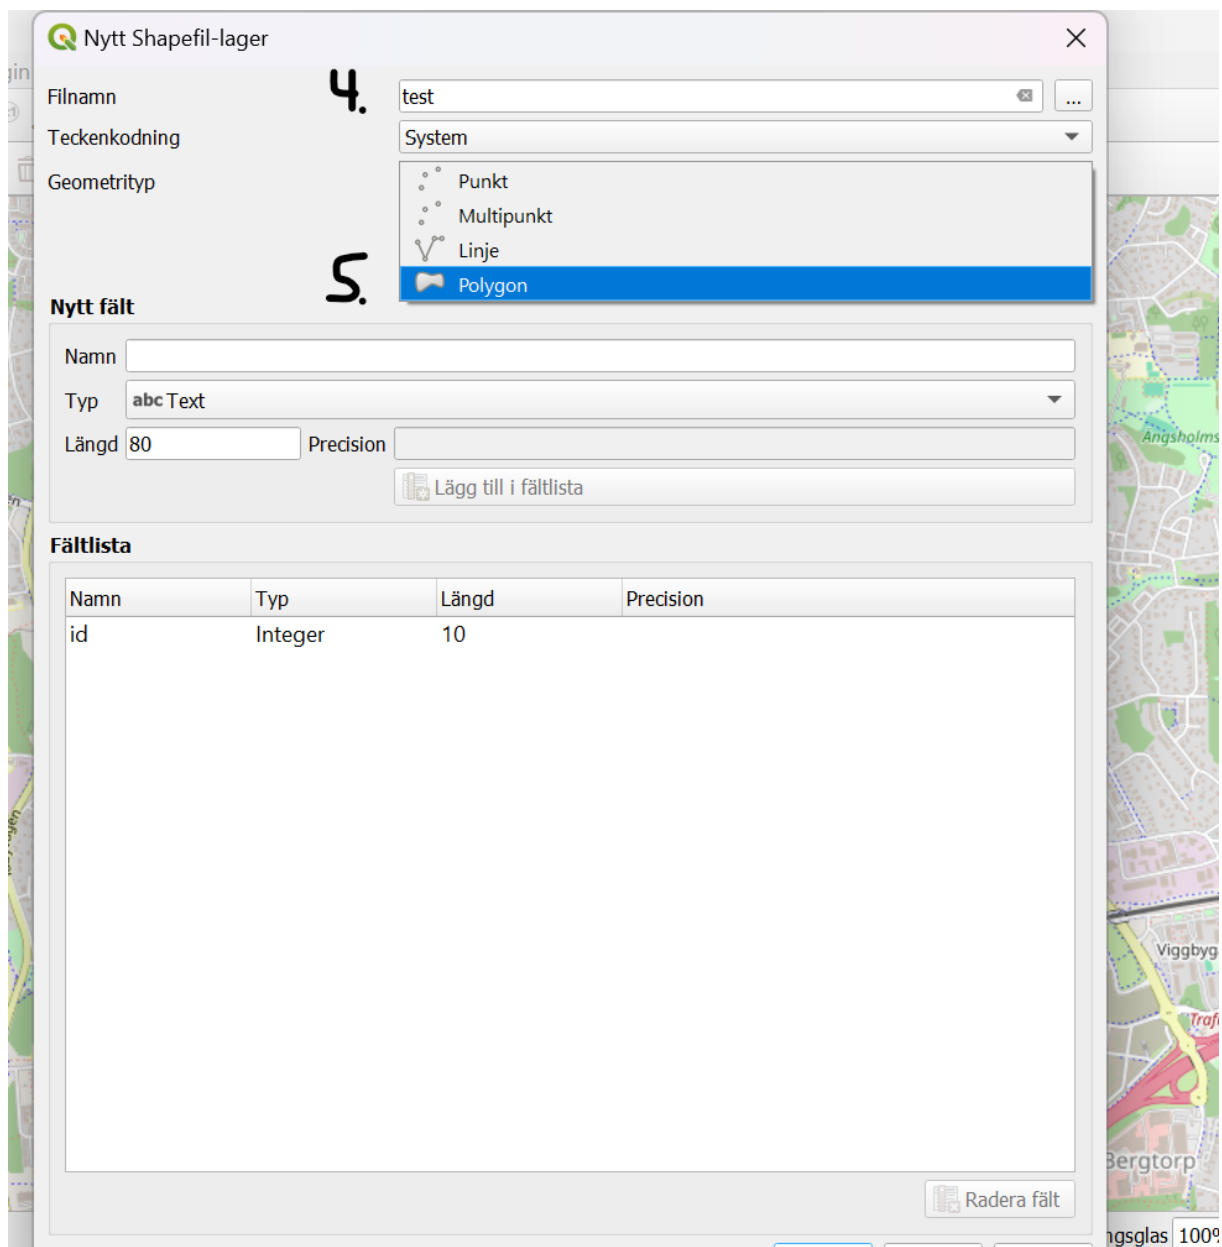 Nytt Shapefil-lager
Filnamn 4. test ...
Teckenkodning System
Geometrityp
Punkt
Multipunkt
Linje
5. Polygon
Nytt fält
Namn
Typ abc Text
Längd 80 Precision
Lägg till i fältlista
Fältlista
Namn Typ Längd Precision
id Integer 10
Radera fält
Bergtorp
100%